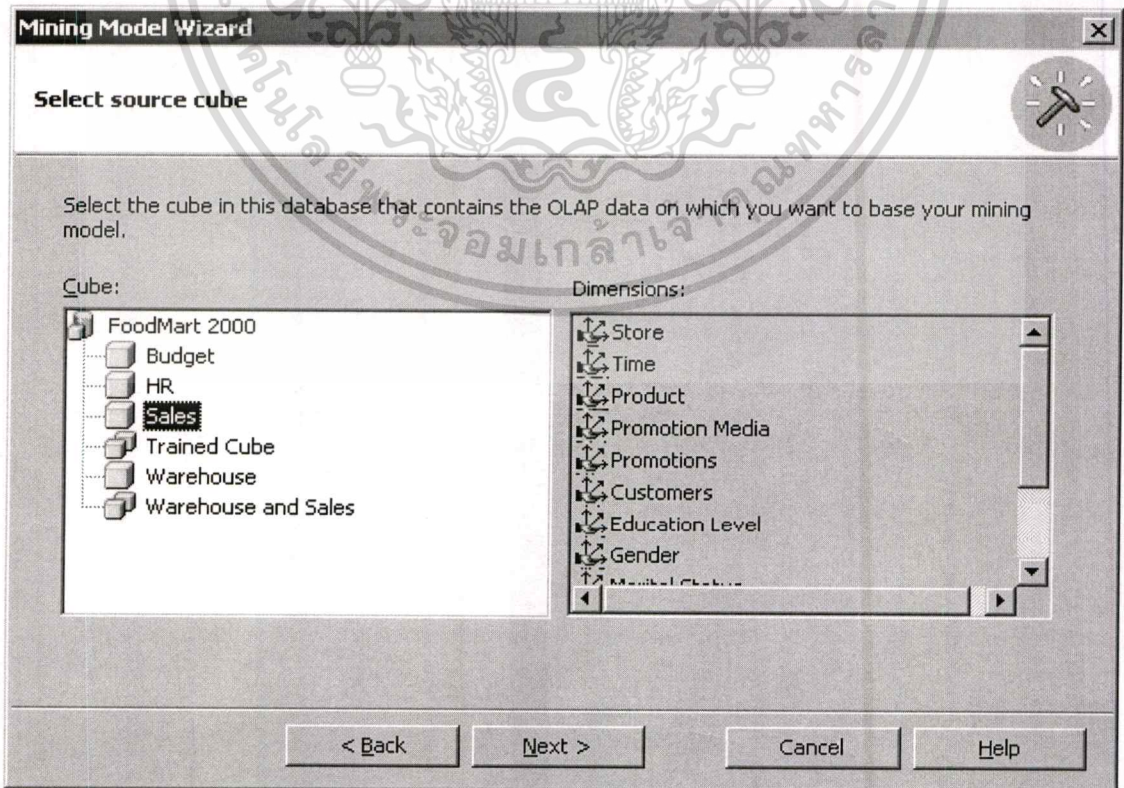 Mining Model Wizard
Select source cube
Select the cube in this database that contains the OLAP data on which you want to base your mining
model.
Cube:
Dimensions:
FoodMart 2000
Budget
HR
Sales
Trained Cube
Warehouse
Warehouse and Sales
Store
Time
Product
Promotion Media
Promotions
Customers
Education Level
Gender
Marital Status
< Back
Next >
Cancel
Help